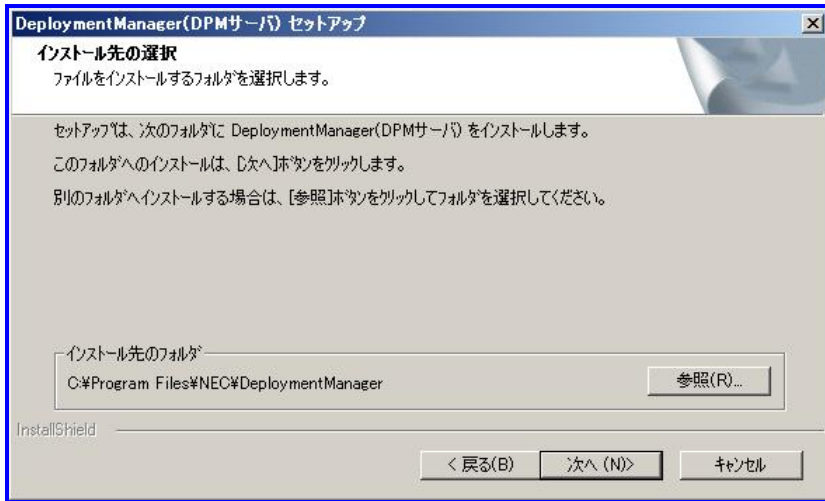 DeploymentManager(DPMサーバ) セットアップ
インストール先の選択
ファイルをインストールするフォルダを選択します。
セットアップは、次のフォルダに DeploymentManager(DPMサーバ) をインストールします。
このフォルダへのインストールは、[次へ]ボタンをクリックします。
別のフォルダへインストールする場合は、[参照]ボタンをクリックしてフォルダを選択してください。
インストール先のフォルダ
C:¥Program Files¥NEC¥DeploymentManager
参照(R)...
InstallShield
< 戻る(B)
次へ (N)>
キャンセル